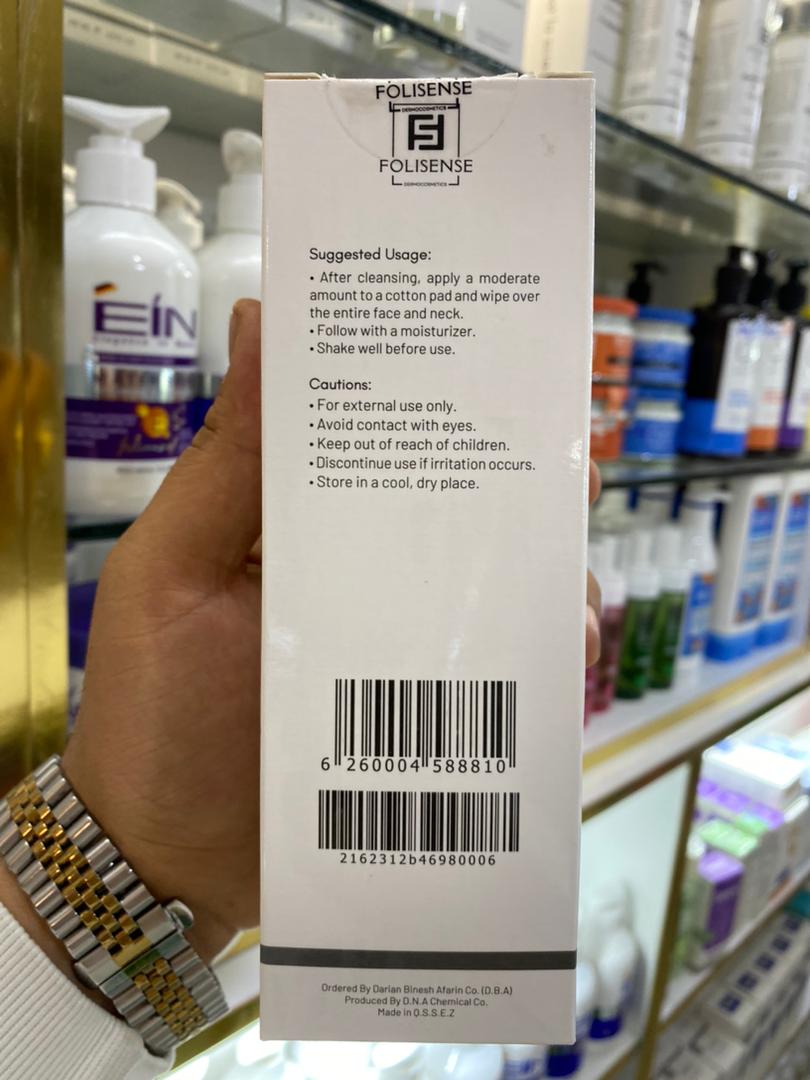 FOLISENSE
DERMOCOSMETICS
FOLISENSE
DERMOCOSMETICS
Suggested Usage:
• After cleansing, apply a moderate
amount to a cotton pad and wipe over
the entire face and neck.
• Follow with a moisturizer.
• Shake well before use.
Cautions:
• For external use only.
• Avoid contact with eyes.
• Keep out of reach of children.
• Discontinue use if irritation occurs.
• Store in a cool, dry place.
6 260004 588810
2162312b46980006
Ordered By Darian Binesh Afarin Co. (D.B.A)
Produced By D.N.A Chemical Co.
Made in Q.S.S.E.Z
EIN